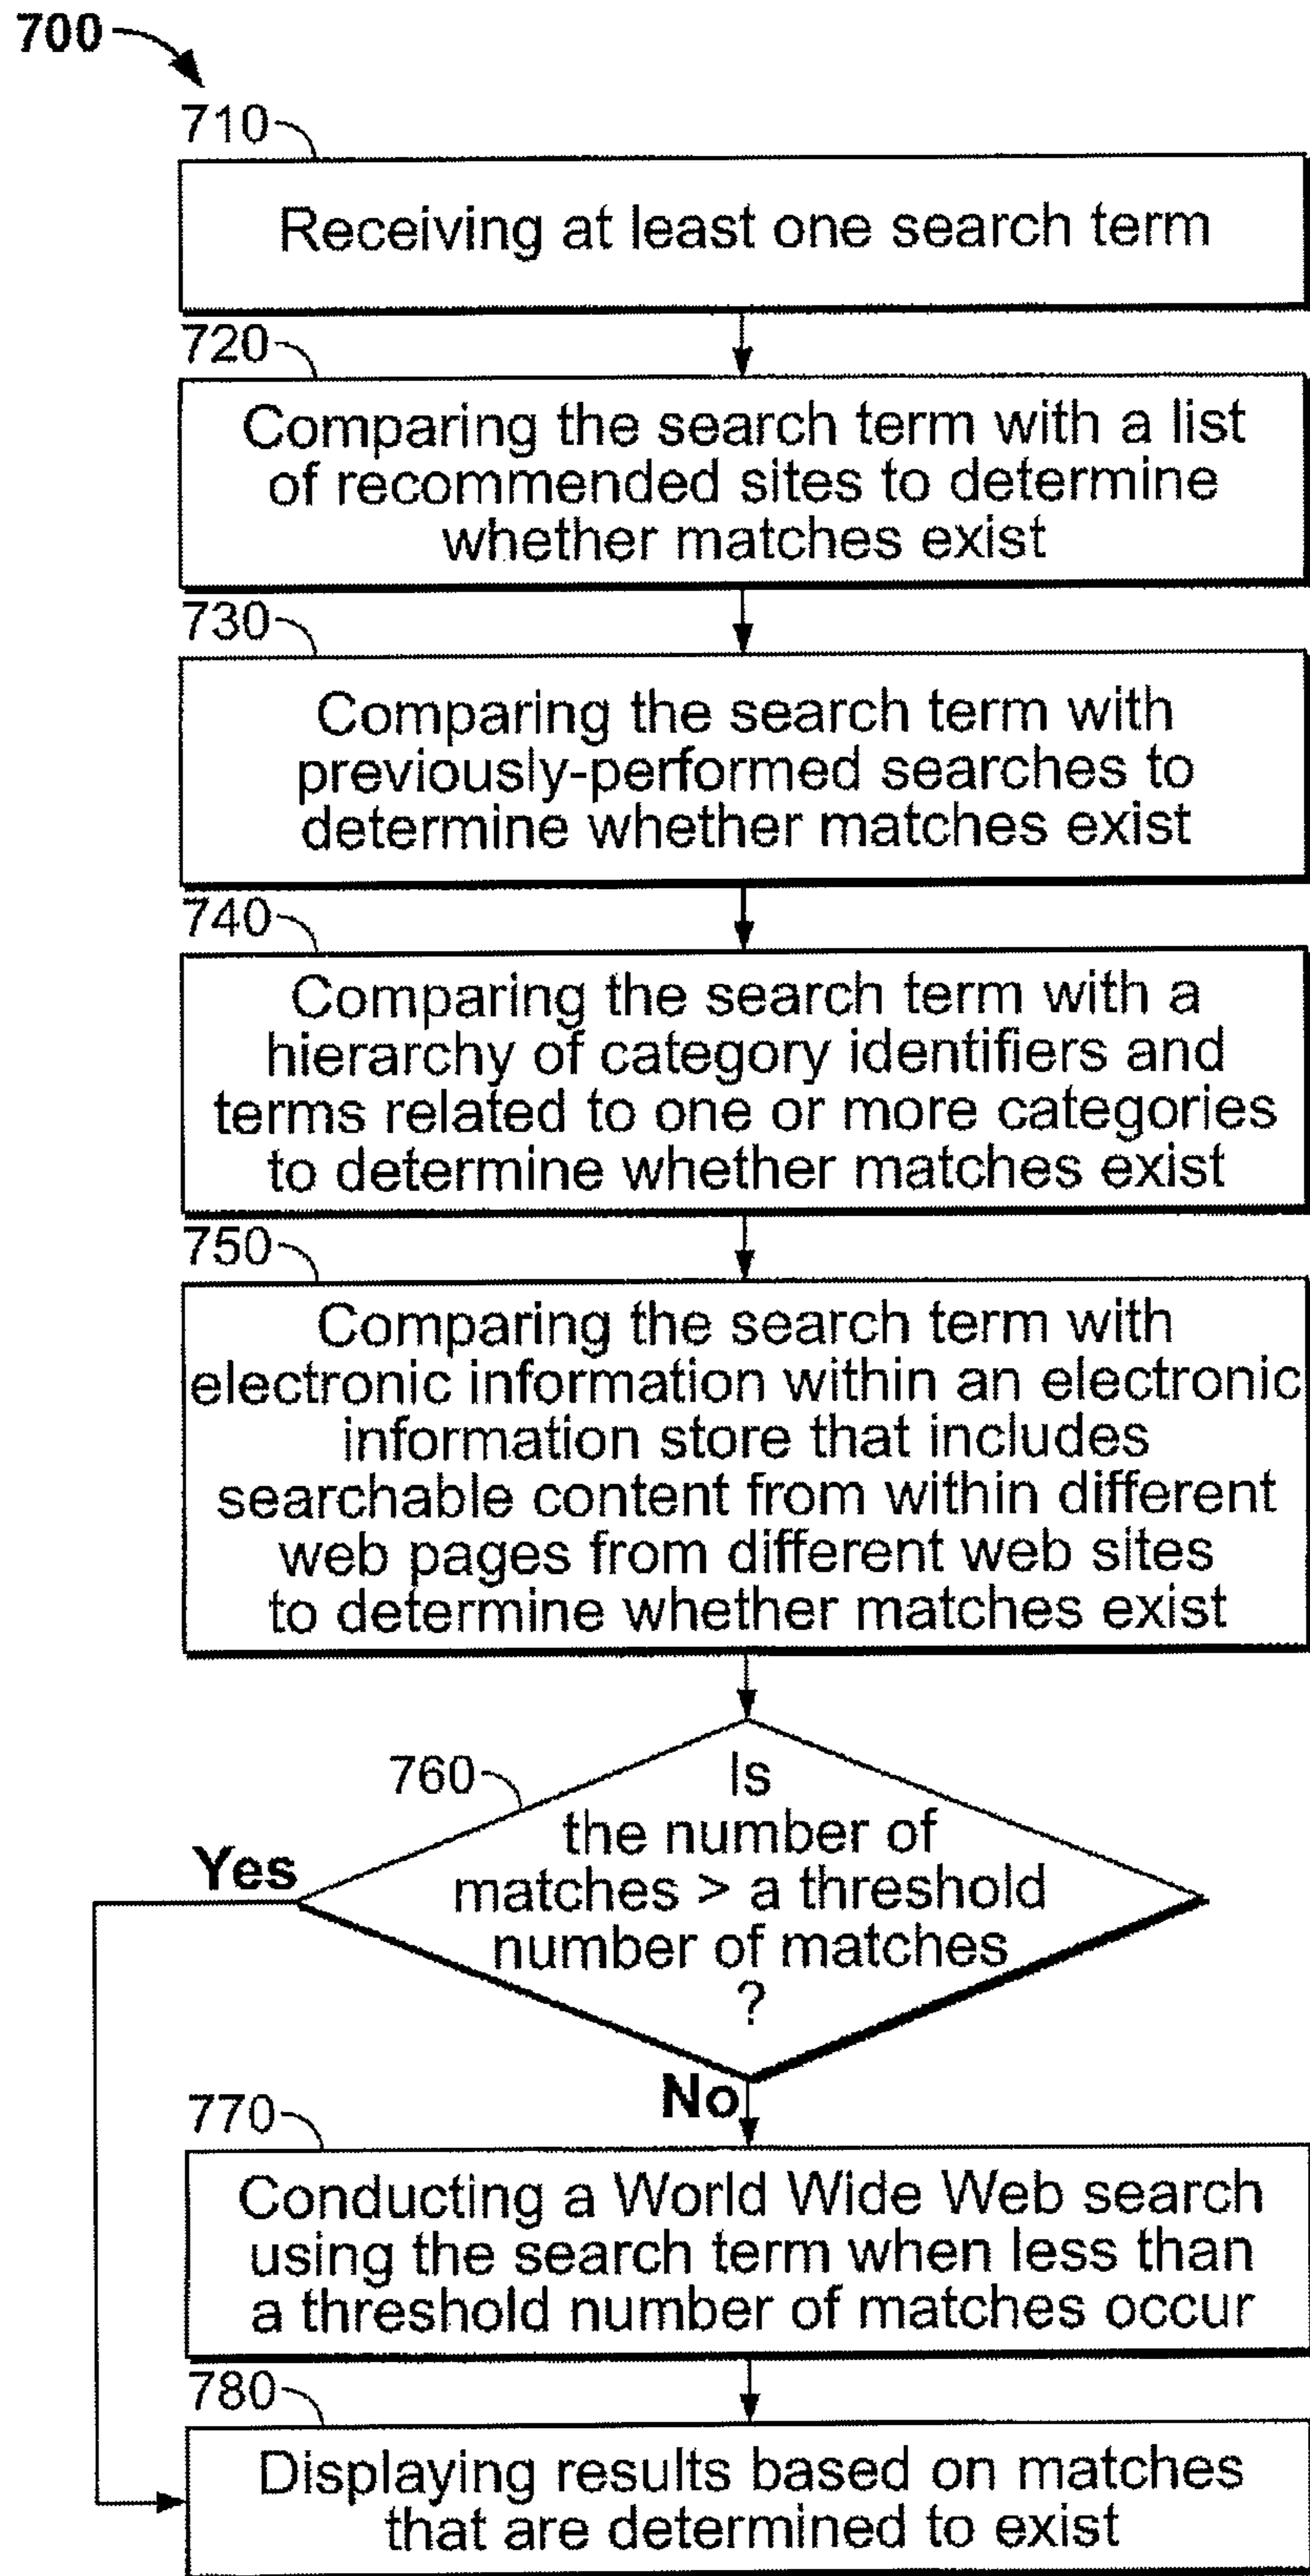 700
710
Receiving at least one search term
720
Comparing the search term with a list
of recommended sites to determine
whether matches exist
730
Comparing the search term with
previously-performed searches to
determine whether matches exist
740
Comparing the search term with a
hierarchy of category identifiers and
terms related to one or more categories
to determine whether matches exist
750
Comparing the search term with
electronic information within an electronic
information store that includes
searchable content from within different
web pages from different web sites
to determine whether matches exist
760
Is
the number of
matches > a threshold
number of matches
?
Yes
No
770
Conducting a World Wide Web search
using the search term when less than
a threshold number of matches occur
780
Displaying results based on matches
that are determined to exist